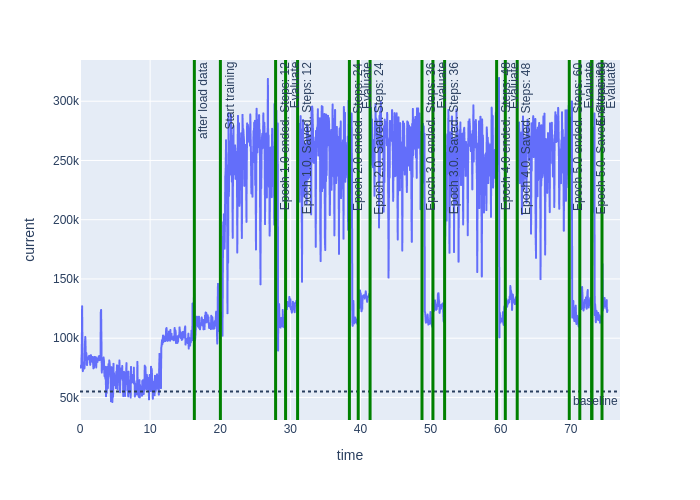 after load data
Start training
Epoch 1.0 ended. Steps: 12
Evaluate
Epoch 1.0. Saved. Steps: 12
Epoch 2.0 ended. Steps: 24
Evaluate
Epoch 2.0. Saved. Steps: 24
Epoch 3.0 ended. Steps: 36
Evaluate
Epoch 3.0. Saved. Steps: 36
Epoch 4.0 ended. Steps: 48
Evaluate
Epoch 4.0. Saved. Steps: 48
Epoch 5.0 ended. Steps: 60
Evaluate
Epoch 5.0. Saved.
Evaluate
300k
250k
200k
150k
100k
50k
current
baseline
0 10 20 30 40 50 60 70
time